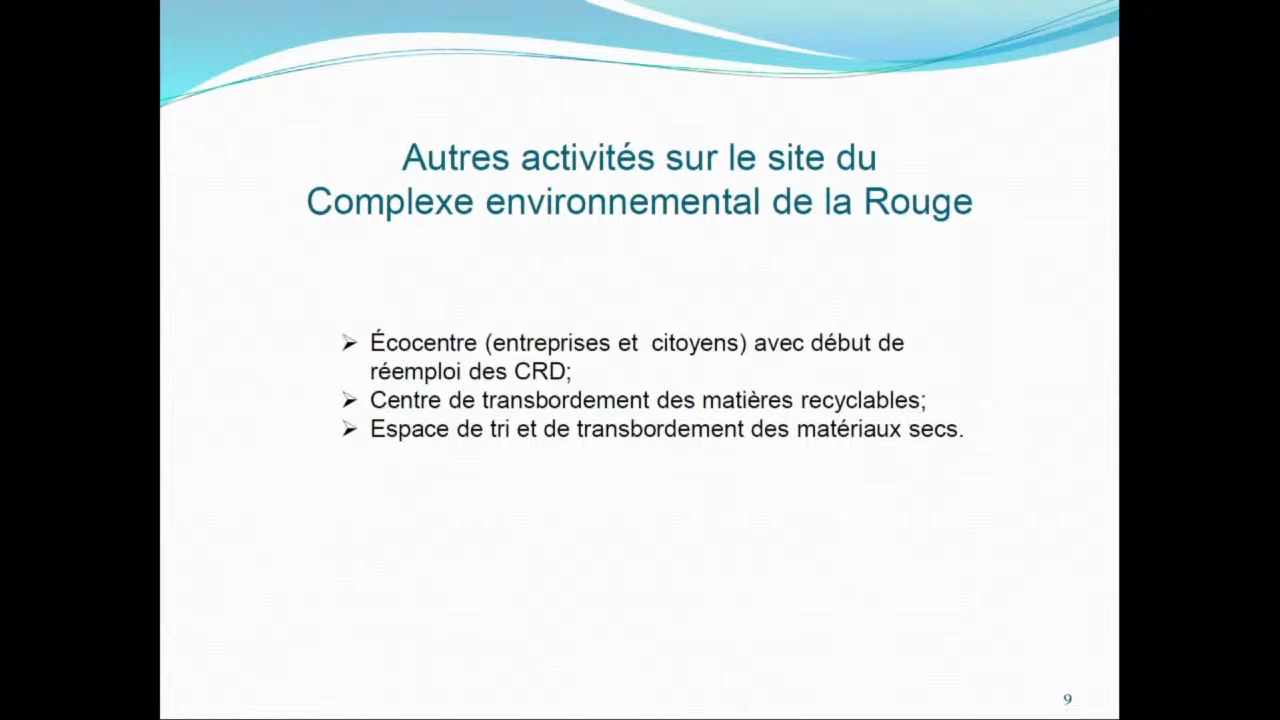 Autres activités sur le site du
Complexe environnemental de la Rouge
➢ Écocentre (entreprises et citoyens) avec début de
réemploi des CRD;
➢ Centre de transbordement des matières recyclables;
➢ Espace de tri et de transbordement des matériaux secs.
9